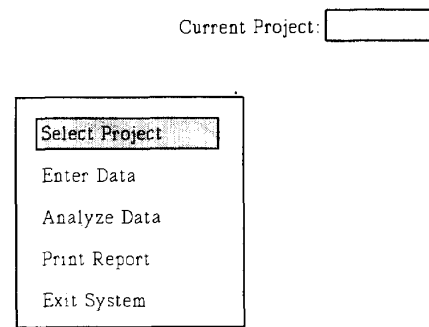 Current Project:
Select Project
Enter Data
Analyze Data
Print Report
Exit System